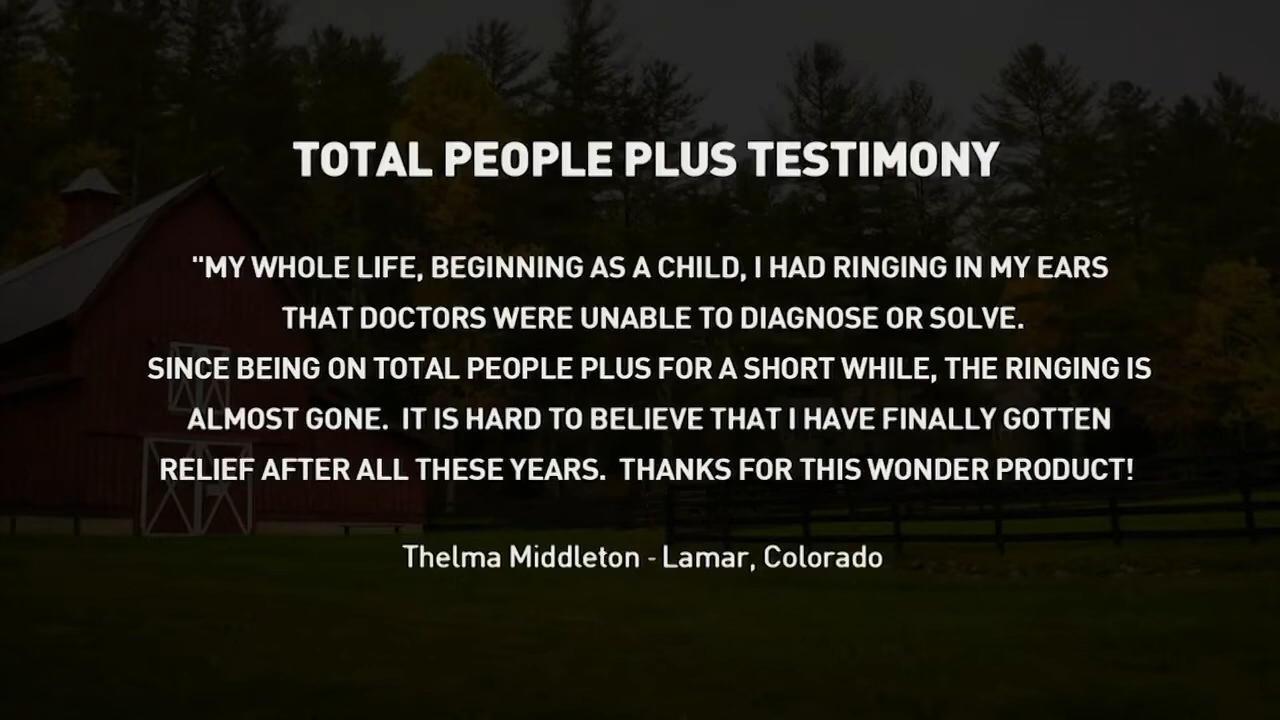 TOTAL PEOPLE PLUS TESTIMONY
"MY WHOLE LIFE, BEGINNING AS A CHILD, I HAD RINGING IN MY EARS
THAT DOCTORS WERE UNABLE TO DIAGNOSE OR SOLVE.
SINCE BEING ON TOTAL PEOPLE PLUS FOR A SHORT WHILE, THE RINGING IS
ALMOST GONE.  IT IS HARD TO BELIEVE THAT I HAVE FINALLY GOTTEN
RELIEF AFTER ALL THESE YEARS.  THANKS FOR THIS WONDER PRODUCT!
Thelma Middleton - Lamar, Colorado